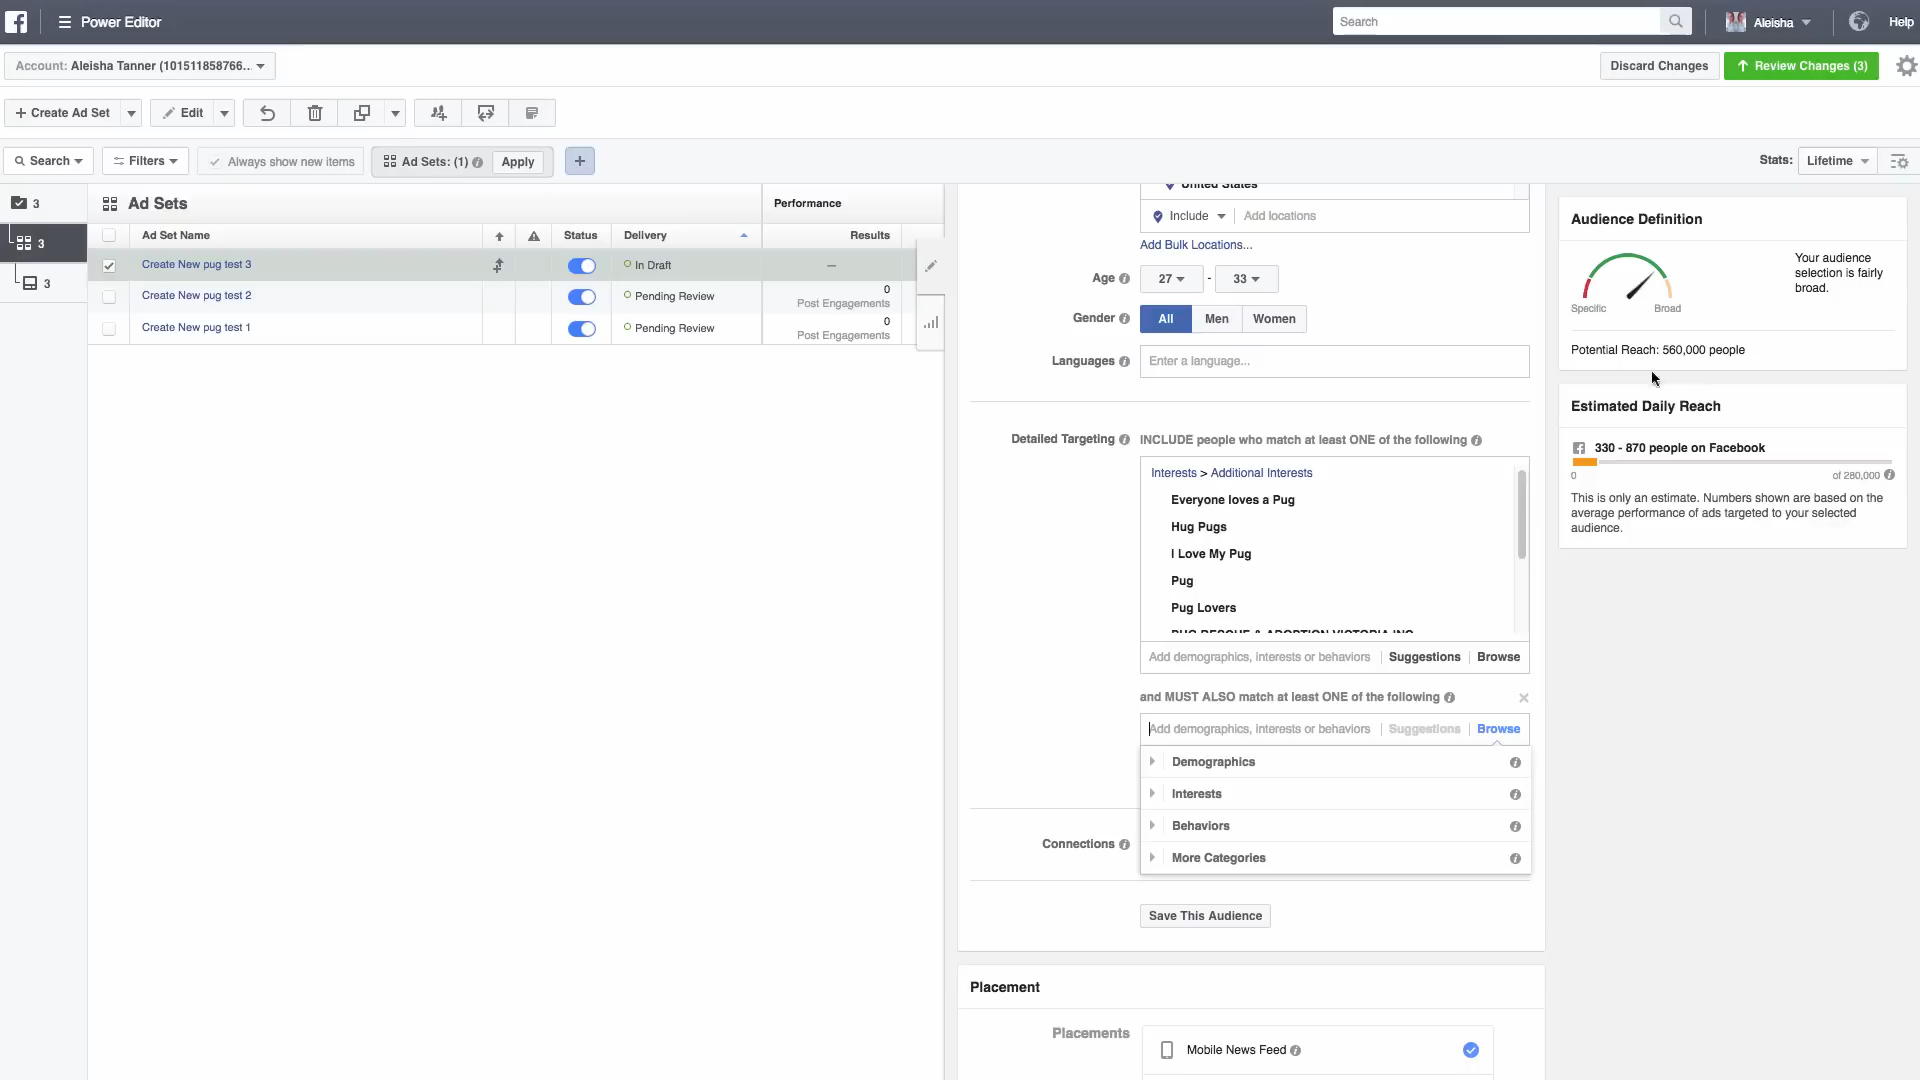 Power Editor
Search
Aleisha
Help
Account: Aleisha Tanner (101511858766...
Discard Changes
Review Changes (3)
+ Create Ad Set
Edit
Search
Filters
Always show new items
Ad Sets: (1)
Apply
+
Stats:
Lifetime
3
3
3
Ad Sets
Performance
Ad Set Name
Status
Delivery
Results
Create New pug test 3
In Draft
—
Create New pug test 2
Pending Review
0
Post Engagements
Create New pug test 1
Pending Review
0
Post Engagements
United States
Include
Add locations
Add Bulk Locations...
Age
27
-
33
Gender
All
Men
Women
Languages
Enter a language...
Detailed Targeting
INCLUDE people who match at least ONE of the following
Interests > Additional Interests
Everyone loves a Pug
Hug Pugs
I Love My Pug
Pug
Pug Lovers
PUG RESCUE & ADOPTION VICTORIA INC
Add demographics, interests or behaviors
Suggestions
Browse
and MUST ALSO match at least ONE of the following
Add demographics, interests or behaviors
Suggestions
Browse
Demographics
Interests
Behaviors
More Categories
Connections
Save This Audience
Placement
Placements
Mobile News Feed
Audience Definition
Specific
Broad
Your audience
selection is fairly
broad.
Potential Reach: 560,000 people
Estimated Daily Reach
330 - 870 people on Facebook
0
of 280,000
This is only an estimate. Numbers shown are based on the
average performance of ads targeted to your selected
audience.